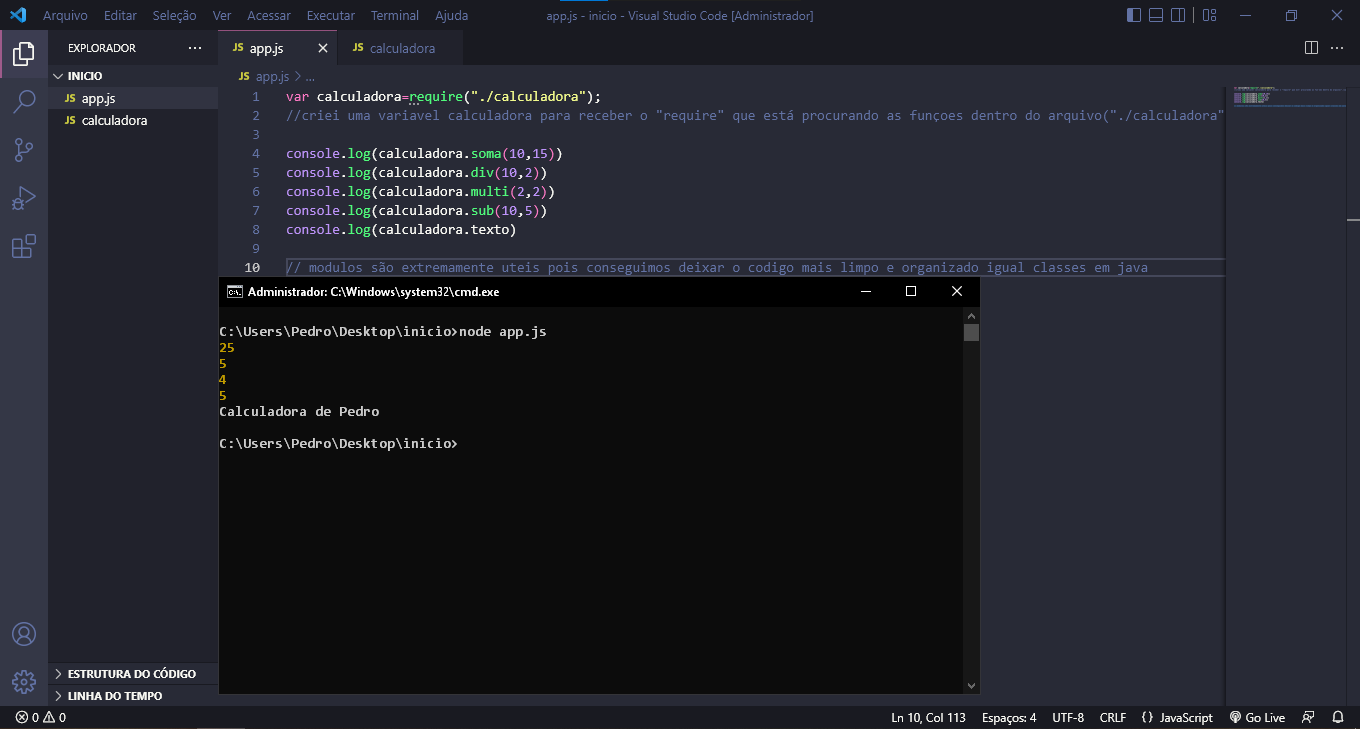 Arquivo Editar Seleção Ver Acessar Executar Terminal Ajuda app.js - inicio - Visual Studio Code [Administrador]
EXPLORADOR ... JS app.js JS calculadora
INICIO
JS app.js > ...
JS app.js
JS calculadora
1 var calculadora=require("./calculadora");
2 //criei uma variavel calculadora para receber o "require" que está procurando as funçoes dentro do arquivo("./calculadora"
3
4 console.log(calculadora.soma(10,15))
5 console.log(calculadora.div(10,2))
6 console.log(calculadora.multi(2,2))
7 console.log(calculadora.sub(10,5))
8 console.log(calculadora.texto)
9
10 // modulos são extremamente uteis pois conseguimos deixar o codigo mais limpo e organizado igual classes em java
Administrador: C:\Windows\system32\cmd.exe
C:\Users\Pedro\Desktop\inicio>node app.js
25
5
4
5
Calculadora de Pedro
C:\Users\Pedro\Desktop\inicio>
ESTRUTURA DO CÓDIGO
LINHA DO TEMPO
0 0 Ln 10, Col 113 Espaços: 4 UTF-8 CRLF {} JavaScript Go Live